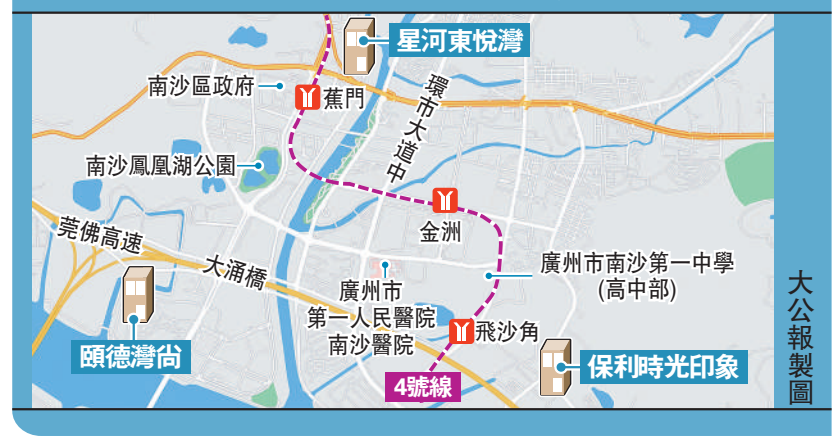 星河東悅灣
南沙區政府
蕉門
環市大道中
南沙鳳凰湖公園
金洲
莞佛高速
大涌橋
廣州市南沙第一中學
(高中部)
廣州市
第一人民醫院
南沙醫院
飛沙角
頤德灣尚
保利時光印象
4號線
大公報製圖